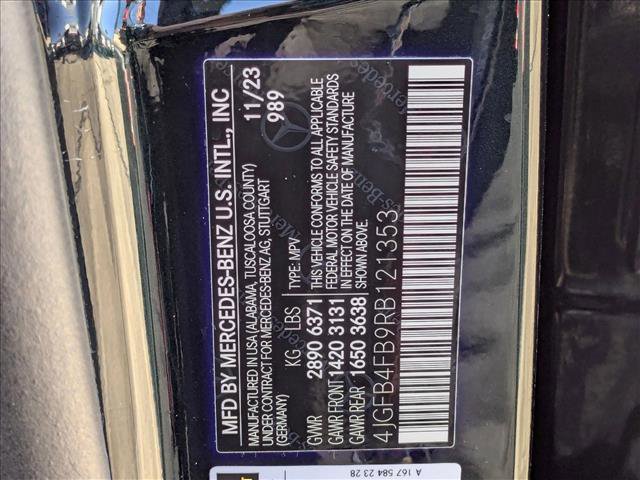 MFD BY MERCEDES-BENZ U.S. INTL., INC
MANUFACTURED IN USA (ALABAMA, TUSCALOOSA COUNTY)
UNDER CONTRACT FOR MERCEDES-BENZ AG, STUTTGART
(GERMANY)
11/23
989
KG LBS TYPE: MPV
GVWR 2890 6371
GAWR FRONT 1420 3131
GAWR REAR 1650 3638
THIS VEHICLE CONFORMS TO ALL APPLICABLE
FEDERAL MOTOR VEHICLE SAFETY STANDARDS
IN EFFECT ON THE DATE OF MANUFACTURE
SHOWN ABOVE.
4JGFB4FB9RB121353
A 167 584 23 28